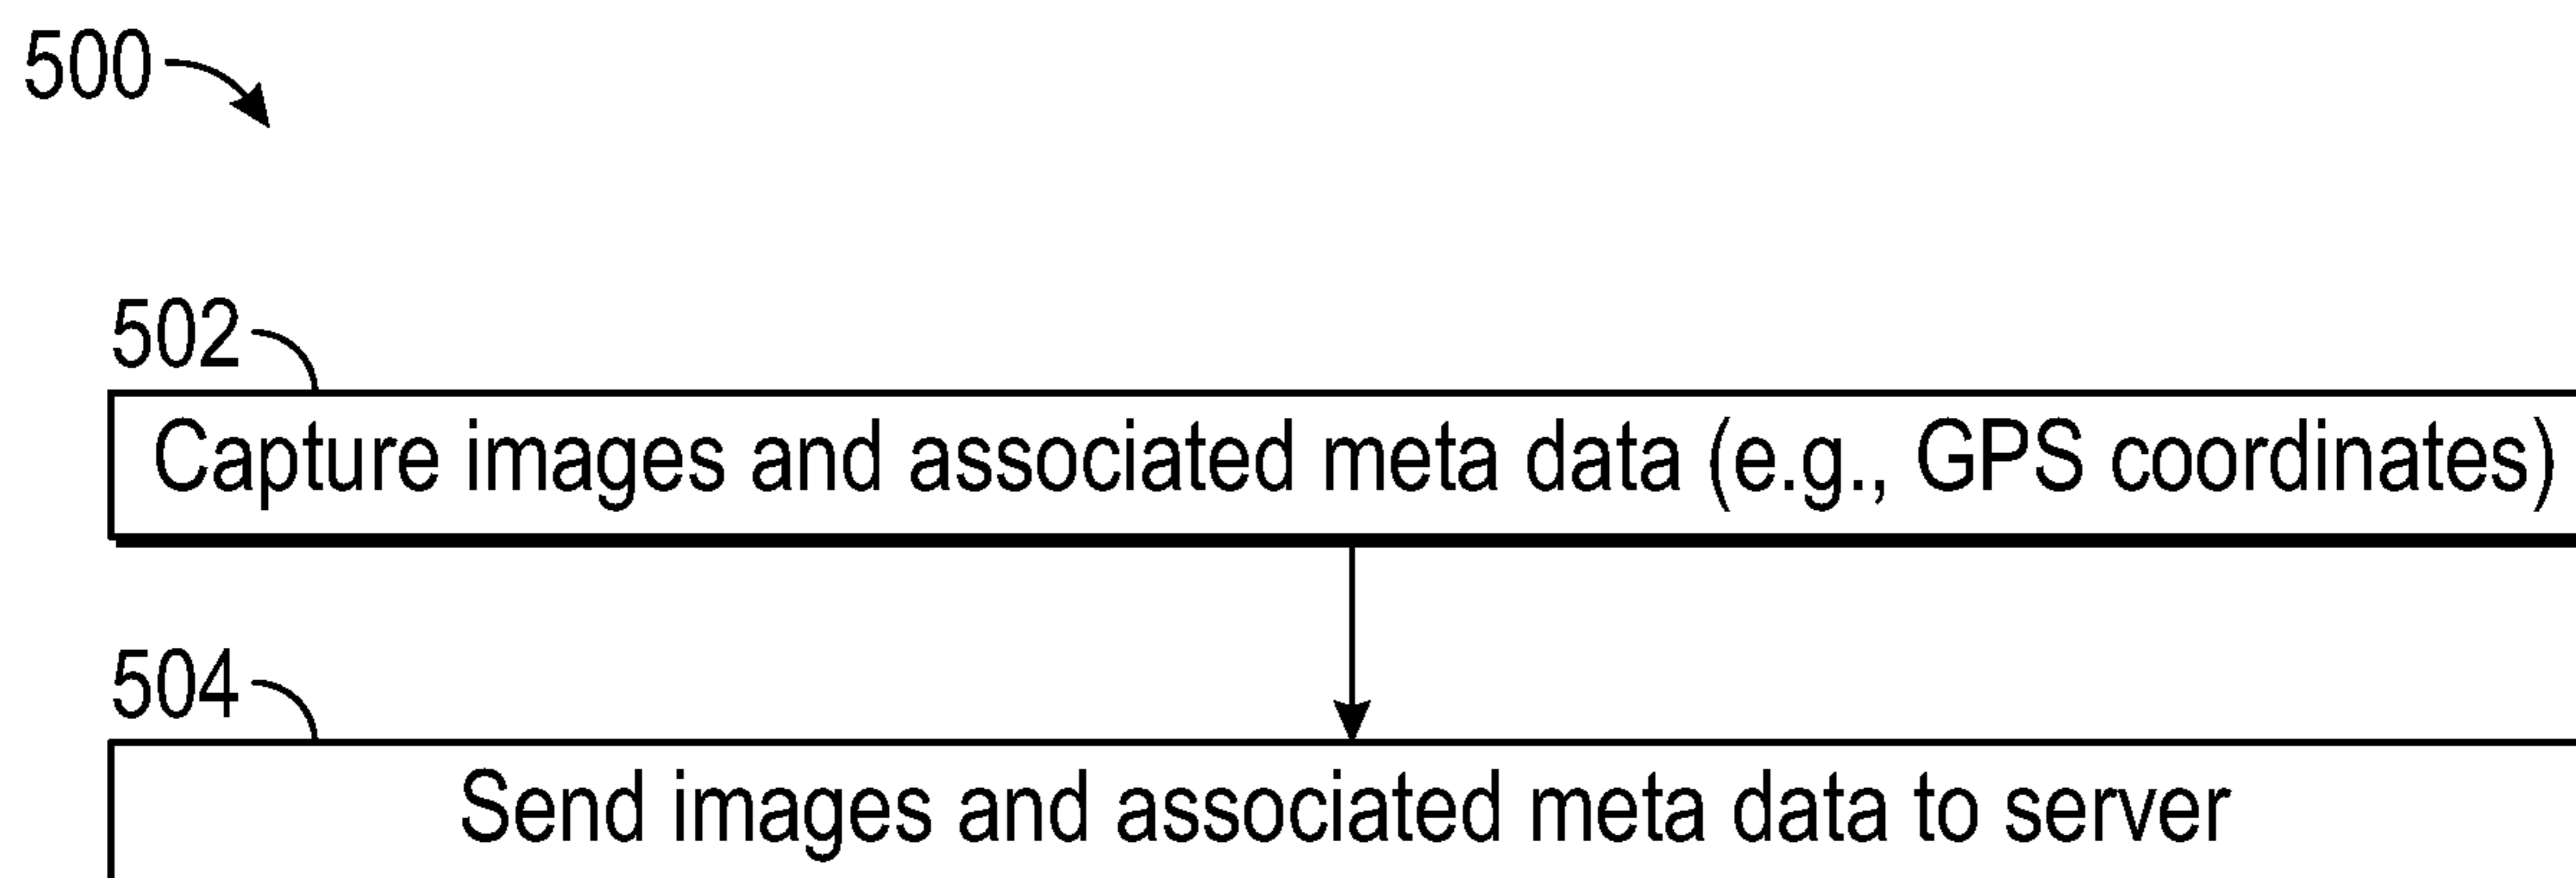 500
502
Capture images and associated meta data (e.g., GPS coordinates)
504
Send images and associated meta data to server